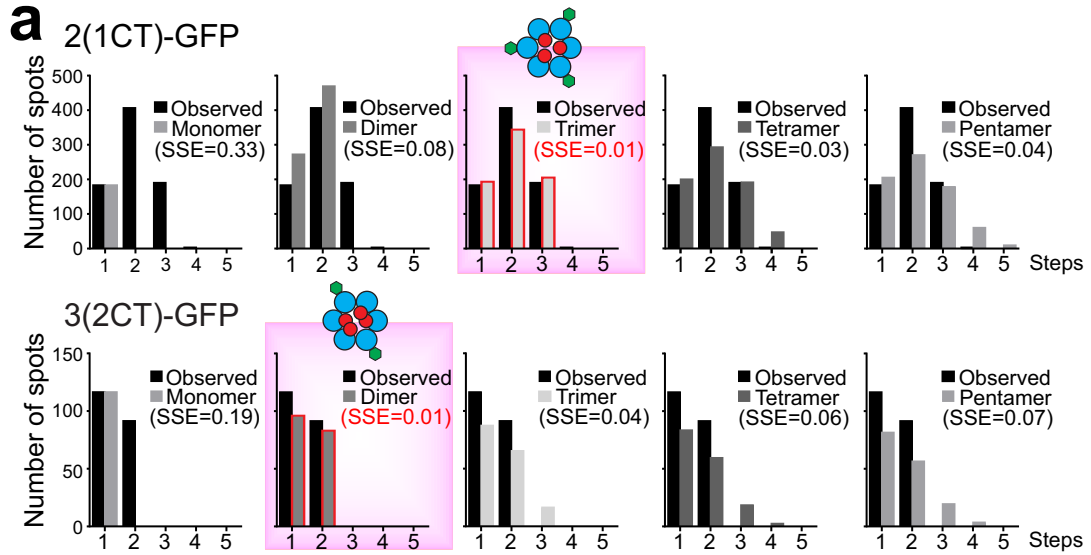 a
2(1CT)-GFP
Number of spots
500
400
300
200
100
0
Observed
Monomer
(SSE=0.33)
1 2 3 4 5
Observed
Dimer
(SSE=0.08)
1 2 3 4 5
Observed
Trimer
(SSE=0.01)
1 2 3 4 5
Observed
Tetramer
(SSE=0.03)
1 2 3 4 5
Observed
Pentamer
(SSE=0.04)
1 2 3 4 5
Steps
3(2CT)-GFP
Number of spots
150
100
50
0
Observed
Monomer
(SSE=0.19)
1 2 3 4 5
Observed
Dimer
(SSE=0.01)
1 2 3 4 5
Observed
Trimer
(SSE=0.04)
1 2 3 4 5
Observed
Tetramer
(SSE=0.06)
1 2 3 4 5
Observed
Pentamer
(SSE=0.07)
1 2 3 4 5
Steps